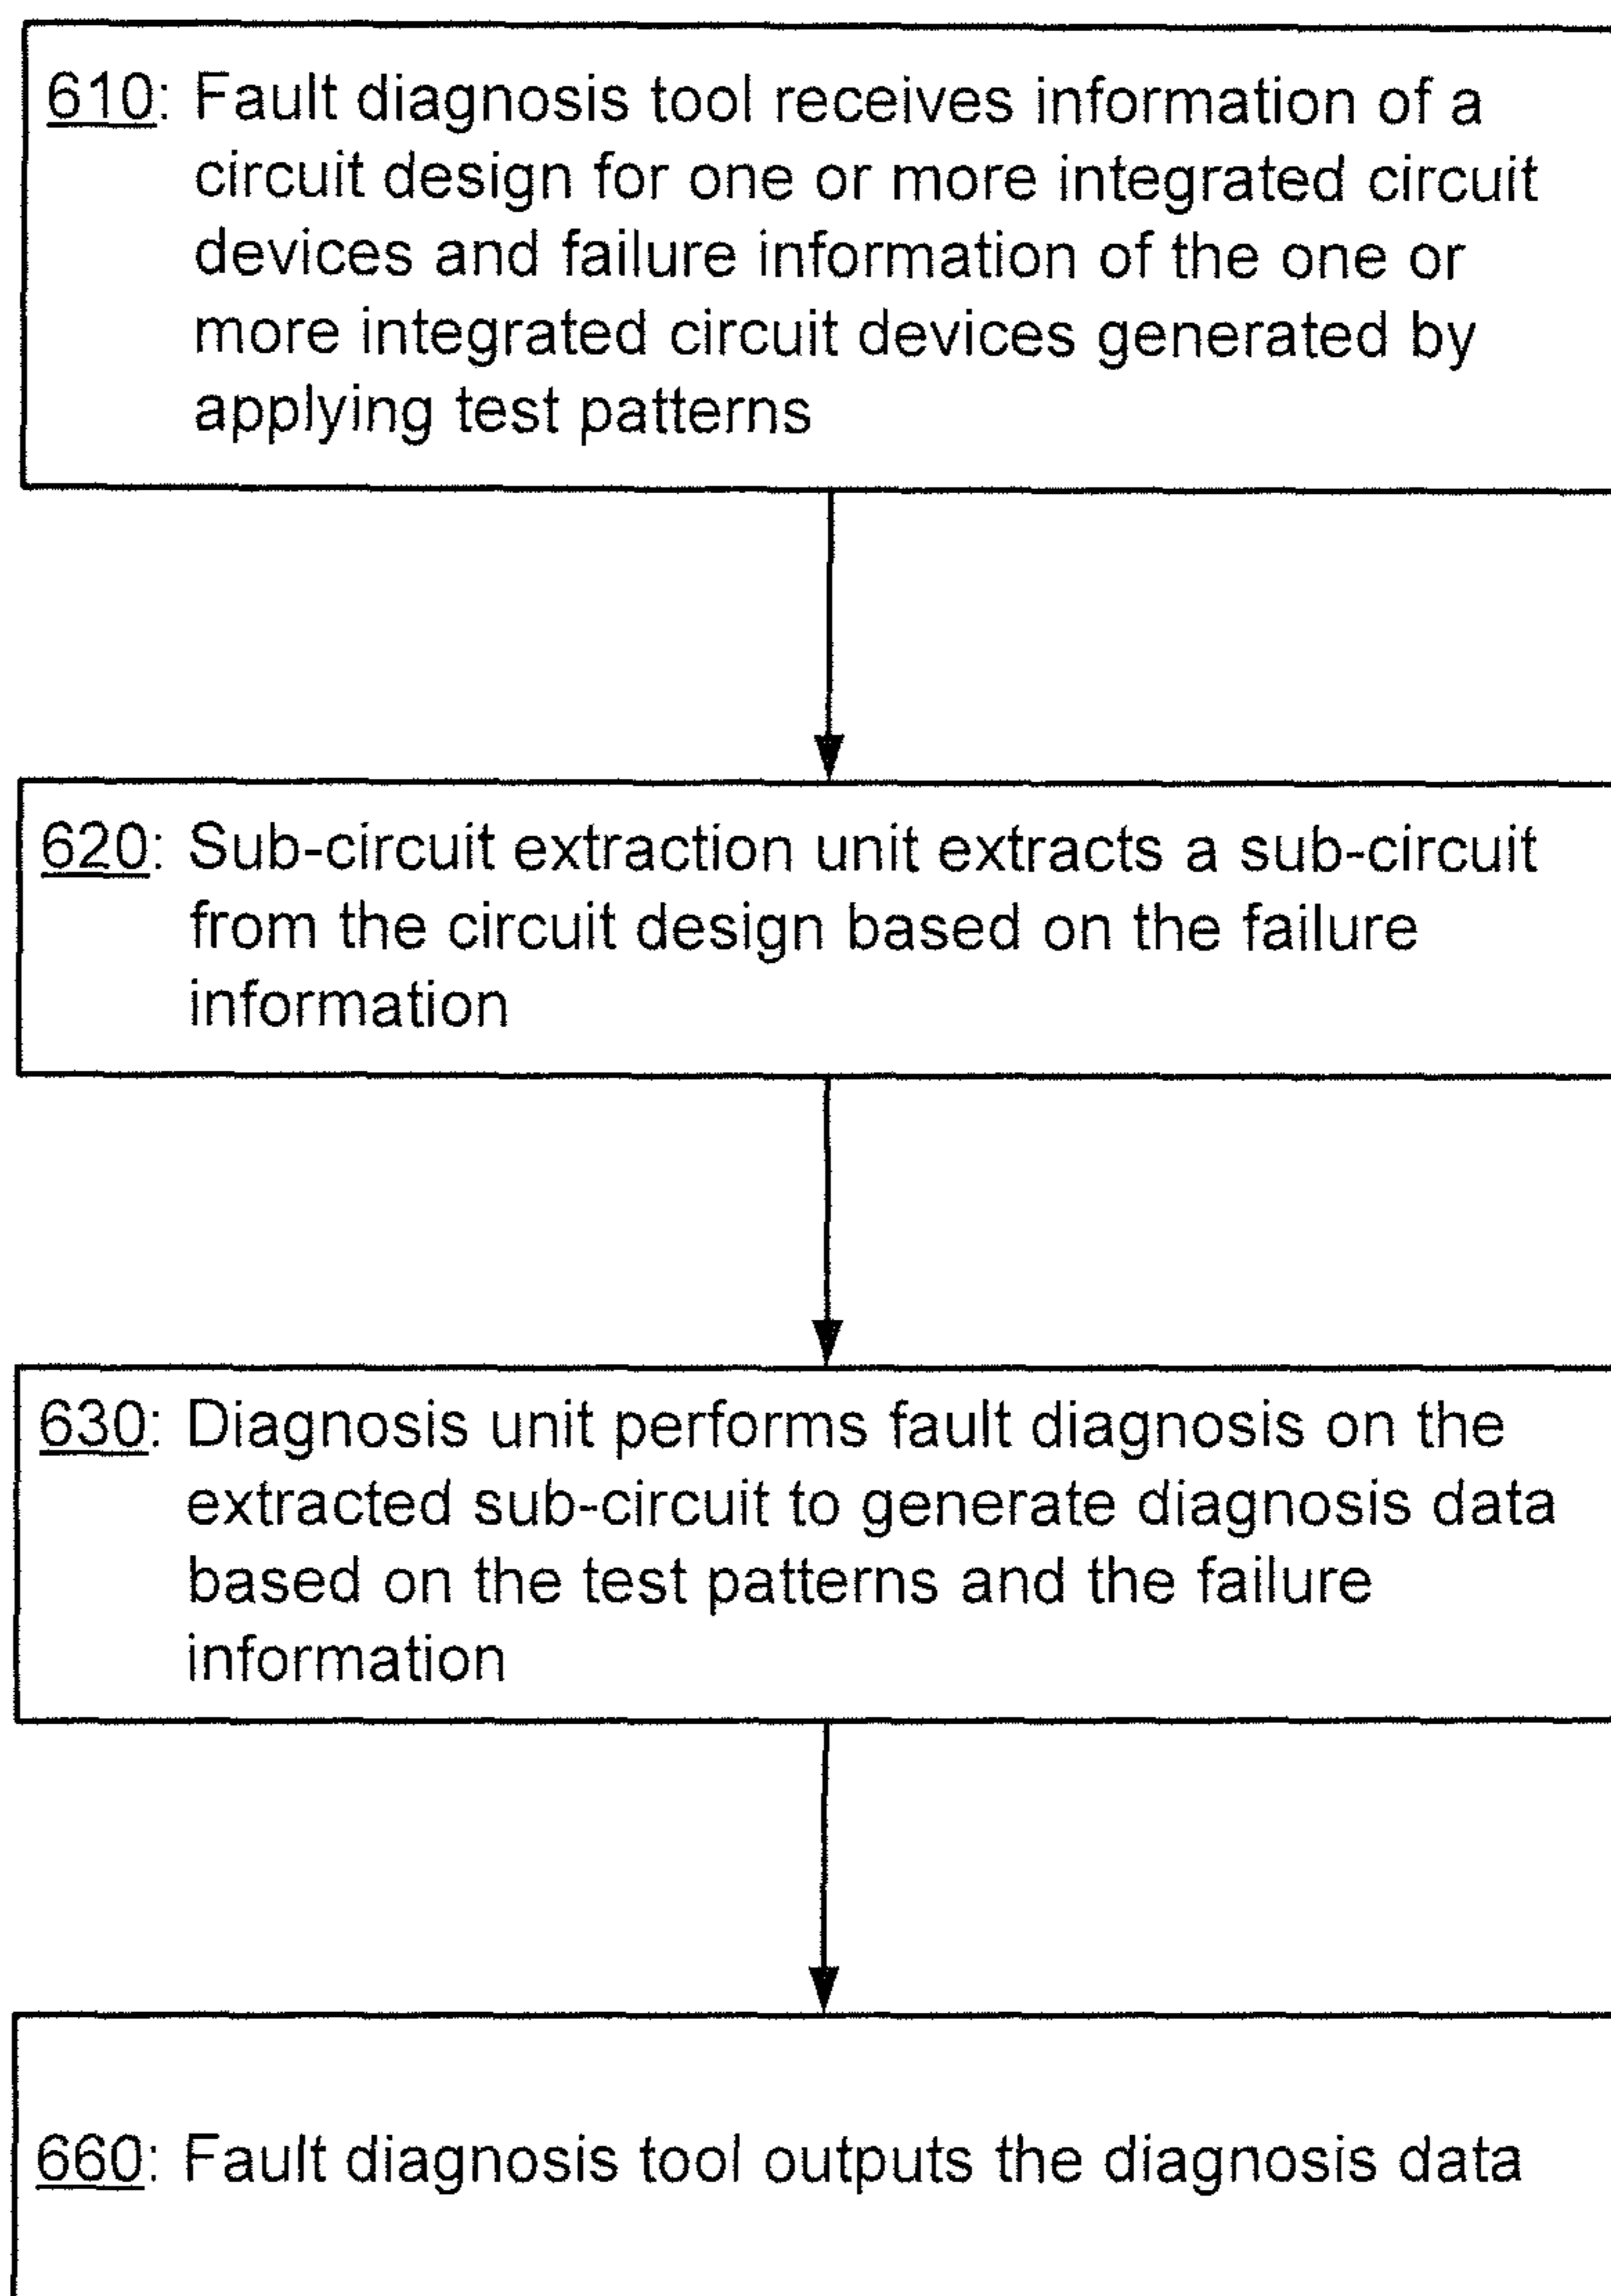 610: Fault diagnosis tool receives information of a
circuit design for one or more integrated circuit
devices and failure information of the one or
more integrated circuit devices generated by
applying test patterns
620: Sub-circuit extraction unit extracts a sub-circuit
from the circuit design based on the failure
information
630: Diagnosis unit performs fault diagnosis on the
extracted sub-circuit to generate diagnosis data
based on the test patterns and the failure
information
660: Fault diagnosis tool outputs the diagnosis data